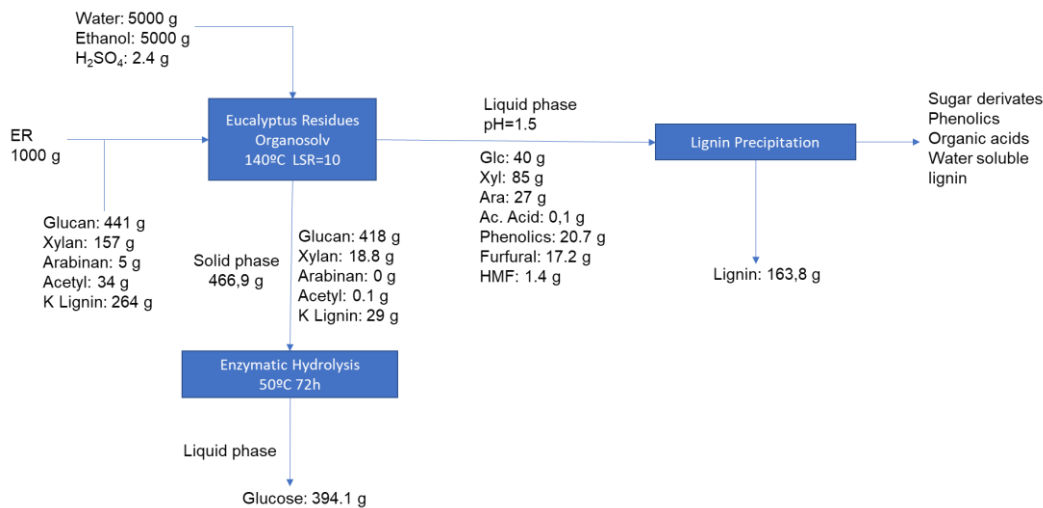 Water: 5000 g
Ethanol: 5000 g
H₂SO₄: 2.4 g
ER
1000 g
Eucalyptus Residues
Organosolv
140ºC LSR=10
Liquid phase
pH=1.5
Glc: 40 g
Xyl: 85 g
Ara: 27 g
Ac. Acid: 0,1 g
Phenolics: 20.7 g
Furfural: 17.2 g
HMF: 1.4 g
Lignin Precipitation
Sugar derivates
Phenolics
Organic acids
Water soluble
lignin
Glucan: 441 g
Xylan: 157 g
Arabinan: 5 g
Acetyl: 34 g
K Lignin: 264 g
Solid phase
466,9 g
Glucan: 418 g
Xylan: 18.8 g
Arabinan: 0 g
Acetyl: 0.1 g
K Lignin: 29 g
Lignin: 163,8 g
Enzymatic Hydrolysis
50ºC 72h
Liquid phase
Glucose: 394.1 g